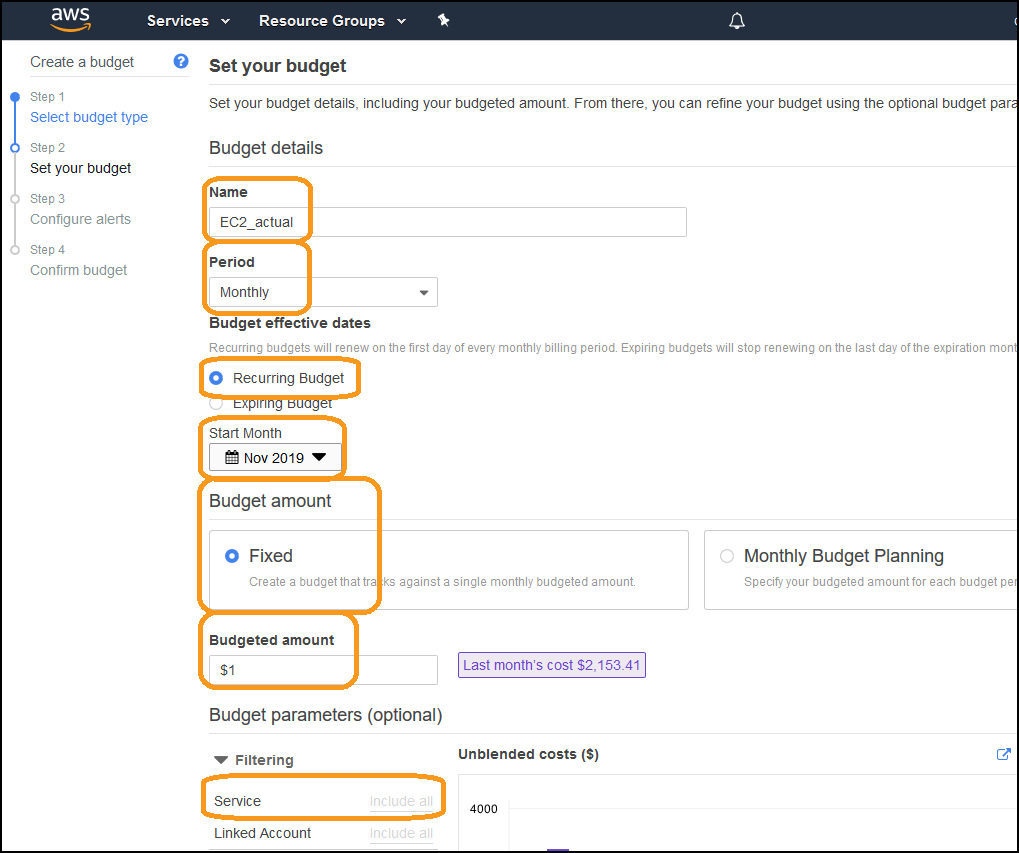 aws Services Resource Groups
Create a budget ?
Step 1
Select budget type
Step 2
Set your budget
Step 3
Configure alerts
Step 4
Confirm budget
Set your budget
Set your budget details, including your budgeted amount. From there, you can refine your budget using the optional budget para
Budget details
Name
EC2_actual
Period
Monthly
Budget effective dates
Recurring budgets will renew on the first day of every monthly billing period. Expiring budgets will stop renewing on the last day of the expiration mont
Recurring Budget
Expiring Budget
Start Month
Nov 2019
Budget amount
Fixed
Create a budget that tracks against a single monthly budgeted amount.
Monthly Budget Planning
Specify your budgeted amount for each budget per
Budgeted amount
$1
Last month's cost $2,153.41
Budget parameters (optional)
Filtering
Service Include all
Linked Account Include all
Unblended costs ($)
4000